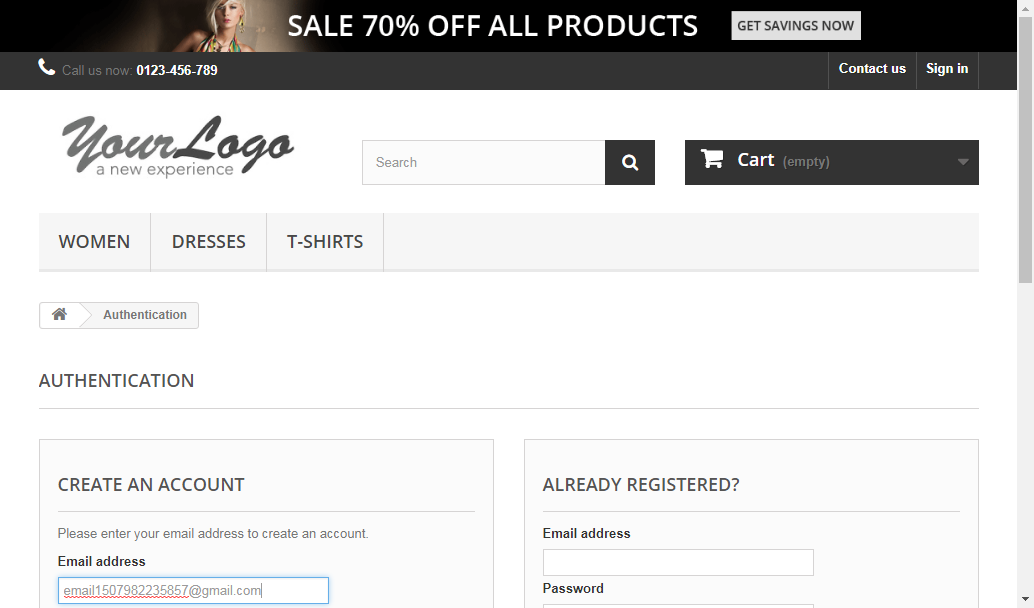 SALE 70% OFF ALL PRODUCTS GET SAVINGS NOW
Call us now: 0123-456-789 Contact us Sign in
YourLogo
a new experience
Search Cart (empty)
WOMEN DRESSES T-SHIRTS
Authentication
AUTHENTICATION
CREATE AN ACCOUNT
Please enter your email address to create an account.
Email address
email1507982235857@gmail.com
ALREADY REGISTERED?
Email address
Password